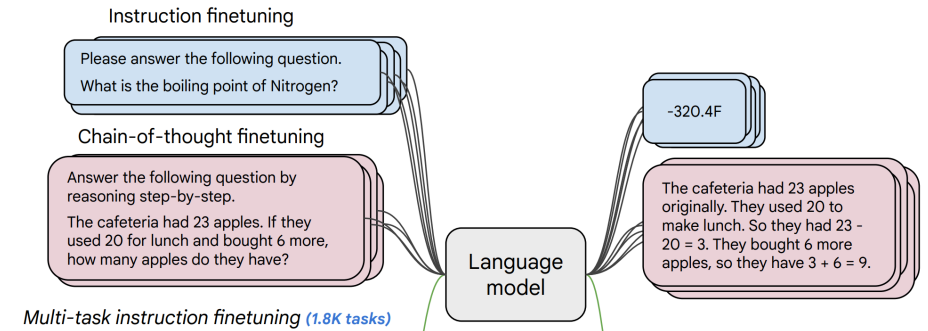 Instruction finetuning
Please answer the following question.
What is the boiling point of Nitrogen?
-320.4F
Chain-of-thought finetuning
Answer the following question by
reasoning step-by-step.
The cafeteria had 23 apples. If they
used 20 for lunch and bought 6 more,
how many apples do they have?
Language
model
The cafeteria had 23 apples
originally. They used 20 to
make lunch. So they had 23 -
20 = 3. They bought 6 more
apples, so they have 3 + 6 = 9.
Multi-task instruction finetuning (1.8K tasks)